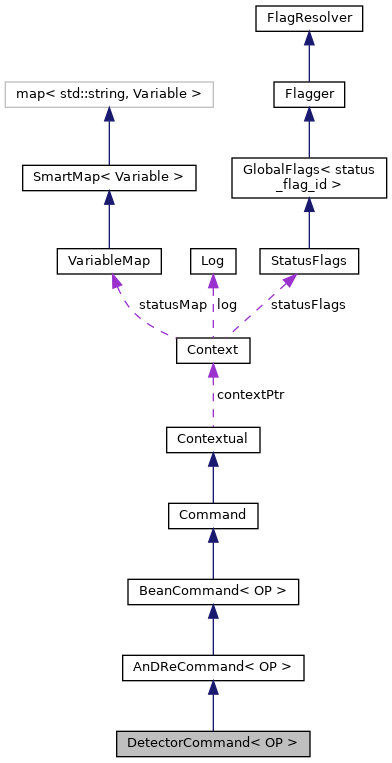 FlagResolver
map< std::string, Variable >
Flagger
SmartMap< Variable >
GlobalFlags< status
_flag_id >
VariableMap
Log
StatusFlags
statusMap
log
statusFlags
Context
contextPtr
Contextual
Command
BeanCommand< OP >
AnDReCommand< OP >
DetectorCommand< OP >